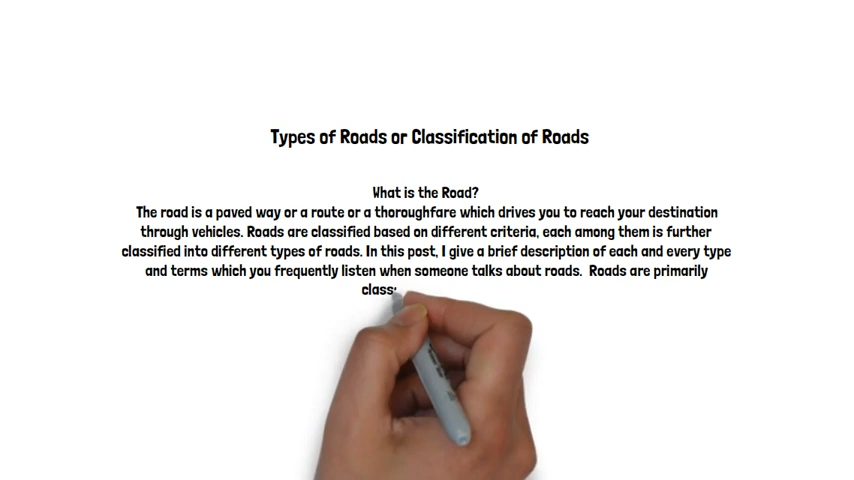 Types of Roads or Classification of Roads
What is the Road?
The road is a paved way or a route or a thoroughfare which drives you to reach your destination
through vehicles. Roads are classified based on different criteria, each among them is further
classified into different types of roads. In this post, I give a brief description of each and every type
and terms which you frequently listen when someone talks about roads. Roads are primarily
class